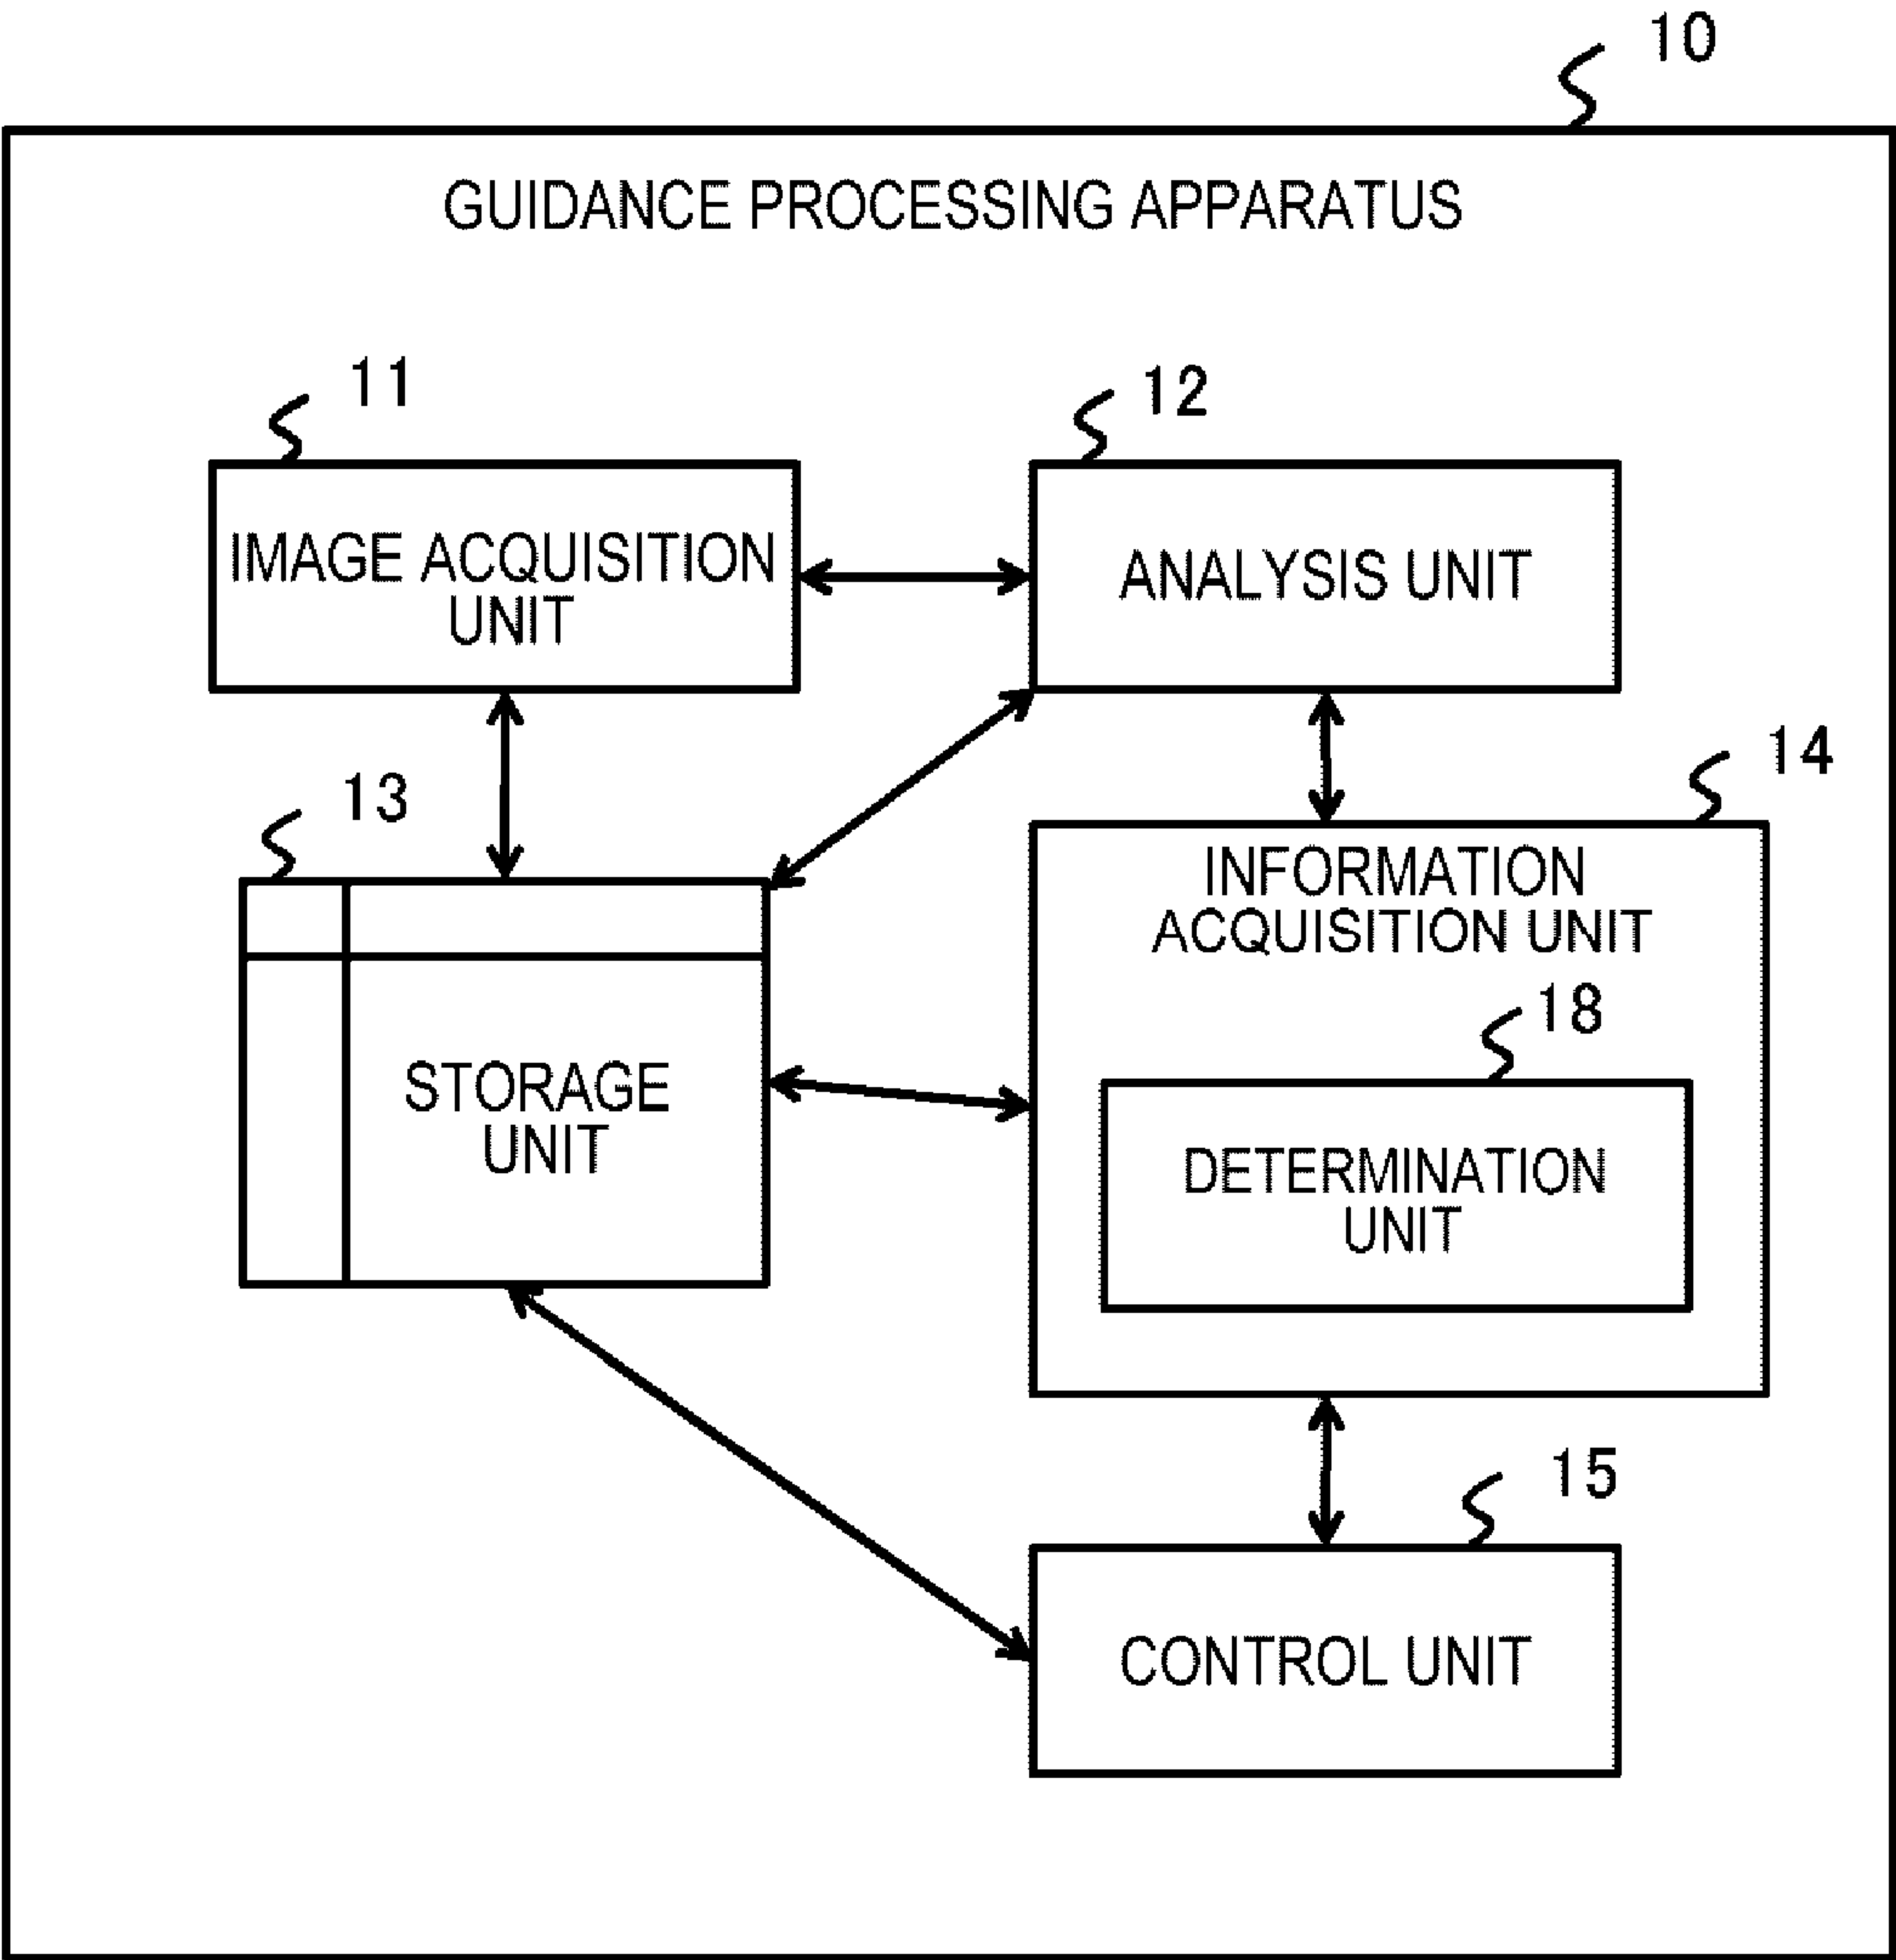 10
GUIDANCE PROCESSING APPARATUS
11
12
IMAGE ACQUISITION
UNIT
ANALYSIS UNIT
13
14
INFORMATION
ACQUISITION UNIT
18
STORAGE
UNIT
DETERMINATION
UNIT
15
CONTROL UNIT